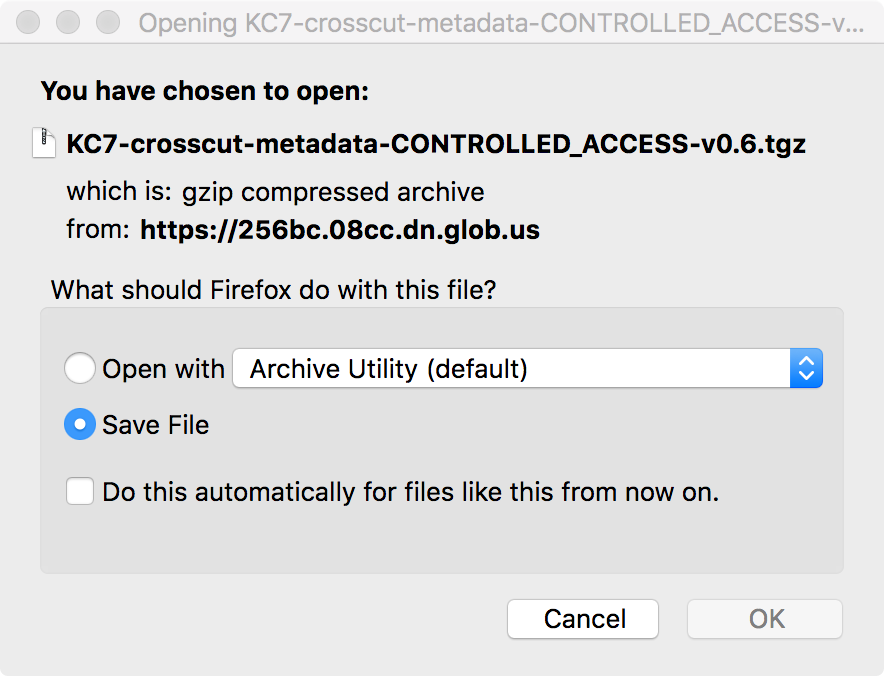 Opening KC7-crosscut-metadata-CONTROLLED_ACCESS-v...
You have chosen to open:
KC7-crosscut-metadata-CONTROLLED_ACCESS-v0.6.tgz
which is: gzip compressed archive
from: https://256bc.08cc.dn.glob.us
What should Firefox do with this file?
Open with Archive Utility (default)
Save File
Do this automatically for files like this from now on.
Cancel OK